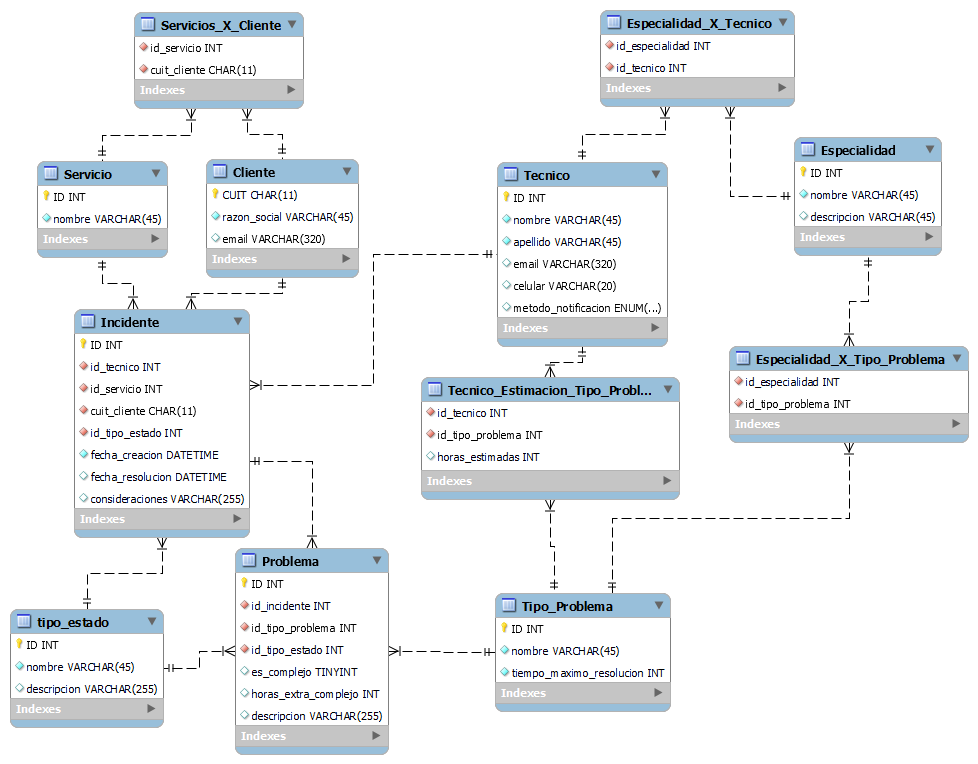 Servicios_X_Cliente
id_servicio INT
cuit_cliente CHAR(11)
Indexes
Especialidad_X_Tecnico
id_especialidad INT
id_tecnico INT
Indexes
Servicio
ID INT
nombre VARCHAR(45)
Indexes
Cliente
CUIT CHAR(11)
razon_social VARCHAR(45)
email VARCHAR(320)
Indexes
Tecnico
ID INT
nombre VARCHAR(45)
apellido VARCHAR(45)
email VARCHAR(320)
celular VARCHAR(20)
metodo_notificacion ENUM(...)
Indexes
Especialidad
ID INT
nombre VARCHAR(45)
descripcion VARCHAR(45)
Indexes
Incidente
ID INT
id_tecnico INT
id_servicio INT
cuit_cliente CHAR(11)
id_tipo_estado INT
fecha_creacion DATETIME
fecha_resolucion DATETIME
consideraciones VARCHAR(255)
Indexes
Tecnico_Estimacion_Tipo_Probl...
id_tecnico INT
id_tipo_problema INT
horas_estimadas INT
Indexes
Especialidad_X_Tipo_Problema
id_especialidad INT
id_tipo_problema INT
Indexes
tipo_estado
ID INT
nombre VARCHAR(45)
descripcion VARCHAR(255)
Indexes
Problema
ID INT
id_incidente INT
id_tipo_problema INT
id_tipo_estado INT
es_complejo TINYINT
horas_extra_complejo INT
descripcion VARCHAR(255)
Indexes
Tipo_Problema
ID INT
nombre VARCHAR(45)
tiempo_maximo_resolucion INT
Indexes